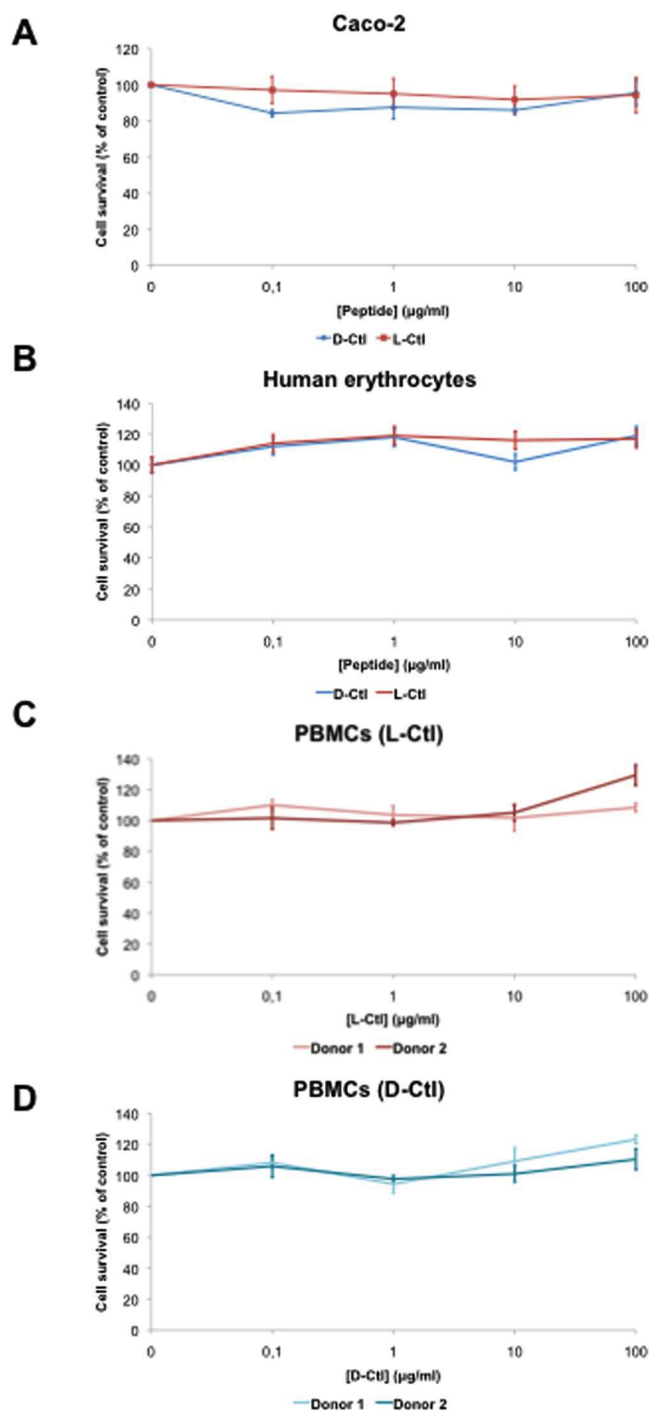 A
Caco-2
Cell survival (% of control)
120
100
80
60
40
20
0
0 0,1 1 10 100
[Peptide] (µg/ml)
D-Ctl L-Ctl
B
Human erythrocytes
Cell survival (% of control)
140
120
100
80
60
40
20
0
0 0,1 1 10 100
[Peptide] (µg/ml)
D-Ctl L-Ctl
C
PBMCs (L-Ctl)
Cell survival (% of control)
140
120
100
80
60
40
20
0
0 0,1 1 10 100
[L-Ctl] (µg/ml)
Donor 1 Donor 2
D
PBMCs (D-Ctl)
Cell survival (% of control)
140
120
100
80
60
40
20
0
0 0,1 1 10 100
[D-Ctl] (µg/ml)
Donor 1 Donor 2